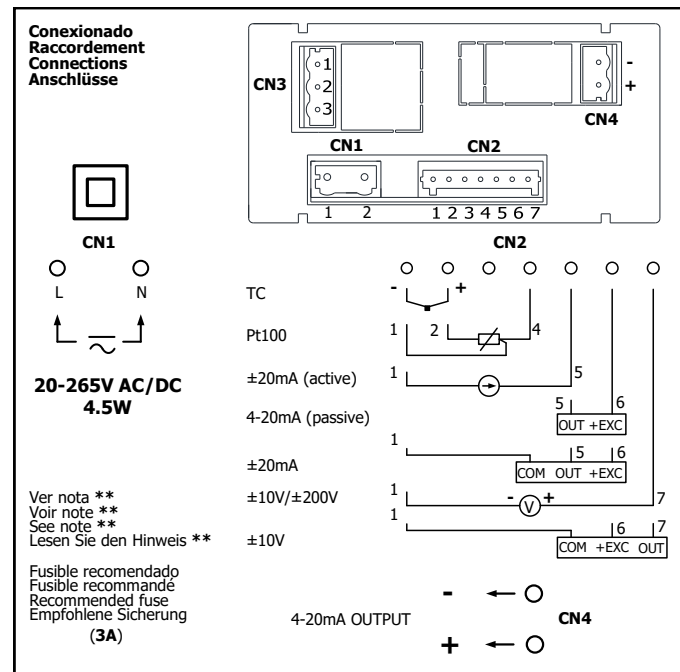 Conexionado
Raccordement
Connections
Anschlüsse
CN3
1
2
3
-
+
CN4
CN1
CN2
1 2
1 2 3 4 5 6 7
CN1
L N
20-265V AC/DC
4.5W
CN2
TC
- +
Pt100
1 2 4
±20mA (active)
1 5
4-20mA (passive)
5 6
OUT +EXC
±20mA
1 5 6
COM OUT +EXC
±10V/±200V
1 - V + 7
±10V
1 6 7
COM +EXC OUT
Ver nota **
Voir note **
See note **
Lesen Sie den Hinweis **
Fusible recomendado
Fusible recommandé
Recommended fuse
Empfohlene Sicherung
(3A)
4-20mA OUTPUT
-
+
CN4